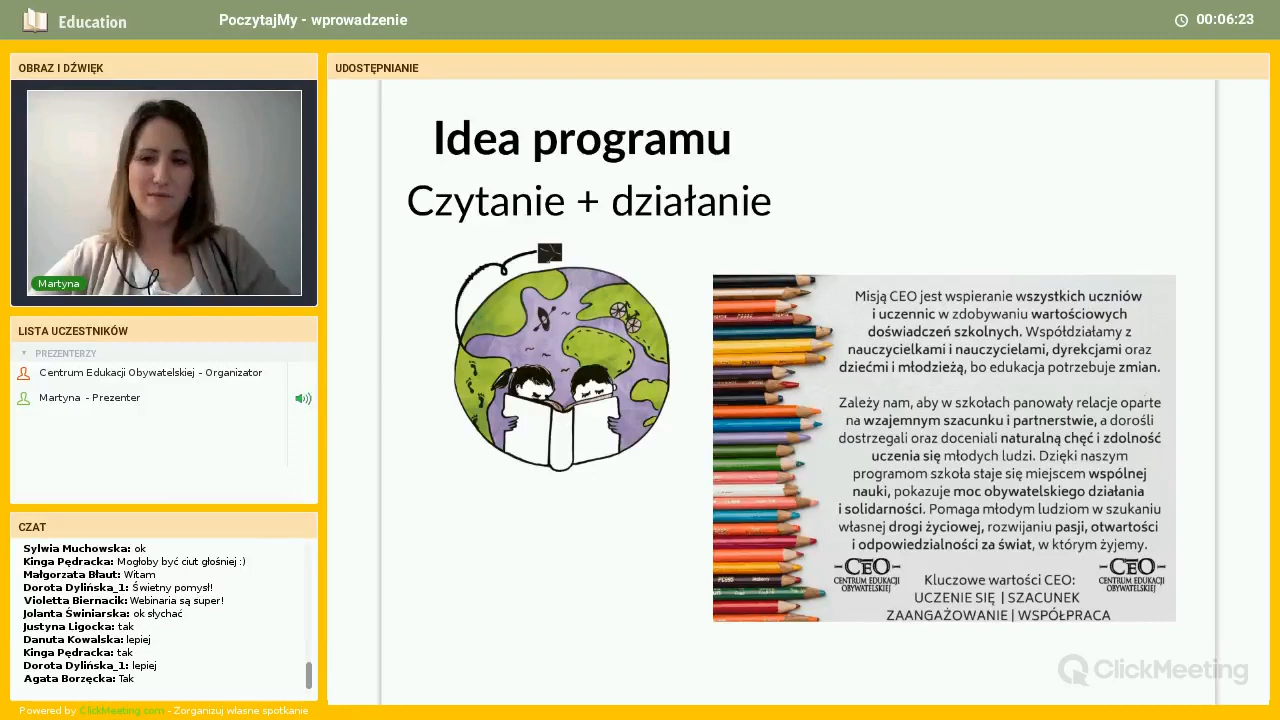 Education
PoczytajMy - wprowadzenie
00:06:23
OBRAZ I DŹWIĘK
Martyna
LISTA UCZESTNIKÓW
PREZENTERZY
Centrum Edukacji Obywatelskiej - Organizator
Martyna - Prezenter
CZAT
Sylwia Muchowska: ok
Kinga Pędracka: Mogłoby być ciut głośniej :)
Małgorzata Błaut: Witam
Dorota Dylińska_1: Świetny pomysł!
Violetta Biernacik: Webinaria są super!
Jolanta Świniarska: ok słychać
Justyna Ligocka: tak
Danuta Kowalska: lepiej
Kinga Pędracka: tak
Dorota Dylińska_1: lepiej
Agata Borzęcka: Tak
Powered by ClickMeeting.com - Zorganizuj własne spotkanie
UDOSTĘPNIANIE
Idea programu
Czytanie + działanie
Misją CEO jest wspieranie wszystkich uczniów
i uczennic w zdobywaniu wartościowych
doświadczeń szkolnych. Współdziałamy z
nauczycielkami i nauczycielami, dyrekcjami oraz
dziećmi i młodzieżą, bo edukacja potrzebuje zmian.
Zależy nam, aby w szkołach panowały relacje oparte
na wzajemnym szacunku i partnerstwie, a dorośli
dostrzegali oraz doceniali naturalną chęć i zdolność
uczenia się młodych ludzi. Dzięki naszym
programom szkoła staje się miejscem wspólnej
nauki, pokazuje moc obywatelskiego działania
i solidarności. Pomaga młodym ludziom w szukaniu
własnej drogi życiowej, rozwijaniu pasji, otwartości
i odpowiedzialności za świat, w którym żyjemy.
CEO
CENTRUM EDUKACJI
OBYWATELSKIEJ
Kluczowe wartości CEO:
UCZENIE SIĘ | SZACUNEK
ZAANGAŻOWANIE | WSPÓŁPRACA
CEO
CENTRUM EDUKACJI
OBYWATELSKIEJ
ClickMeeting